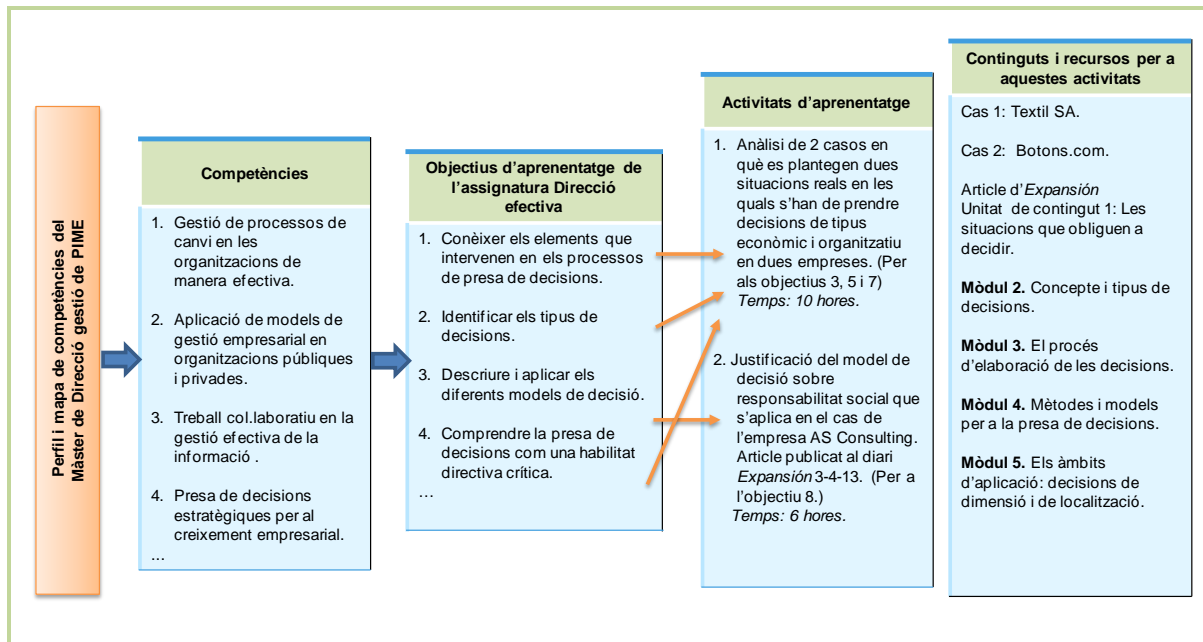 Perfil i mapa de competències del
Màster de Direcció gestió de PIME
Competències
1. Gestió de processos de
canvi en les
organitzacions de
manera efectiva.
2. Aplicació de models de
gestió empresarial en
organitzacions públiques
i privades.
3. Treball col.laboratiu en la
gestió efectiva de la
informació .
4. Presa de decisions
estratègiques per al
creixement empresarial.
...
Objectius d'aprenentatge de
l'assignatura Direcció
efectiva
1. Conèixer els elements que
intervenen en els processos
de presa de decisions.
2. Identificar els tipus de
decisions.
3. Descriure i aplicar els
diferents models de decisió.
4. Comprendre la presa de
decisions com una habilitat
directiva crítica.
...
Activitats d'aprenentatge
1. Anàlisi de 2 casos en
què es plantegen dues
situacions reals en les
quals s'han de prendre
decisions de tipus
econòmic i organitzatiu
en dues empreses. (Per
als objectius 3, 5 i 7)
Temps: 10 hores.
2. Justificació del model de
decisió sobre
responsabilitat social que
s'aplica en el cas de
l'empresa AS Consulting.
Article publicat al diari
Expansión 3-4-13. (Per a
l'objectiu 8.)
Temps: 6 hores.
Continguts i recursos per a
aquestes activitats
Cas 1: Textil SA.
Cas 2: Botons.com.
Article d'Expansión
Unitat de contingut 1: Les
situacions que obliguen a
decidir.
Mòdul 2. Concepte i tipus de
decisions.
Mòdul 3. El procés
d'elaboració de les decisions.
Mòdul 4. Mètodes i models
per a la presa de decisions.
Mòdul 5. Els àmbits
d'aplicació: decisions de
dimensió i de localització.